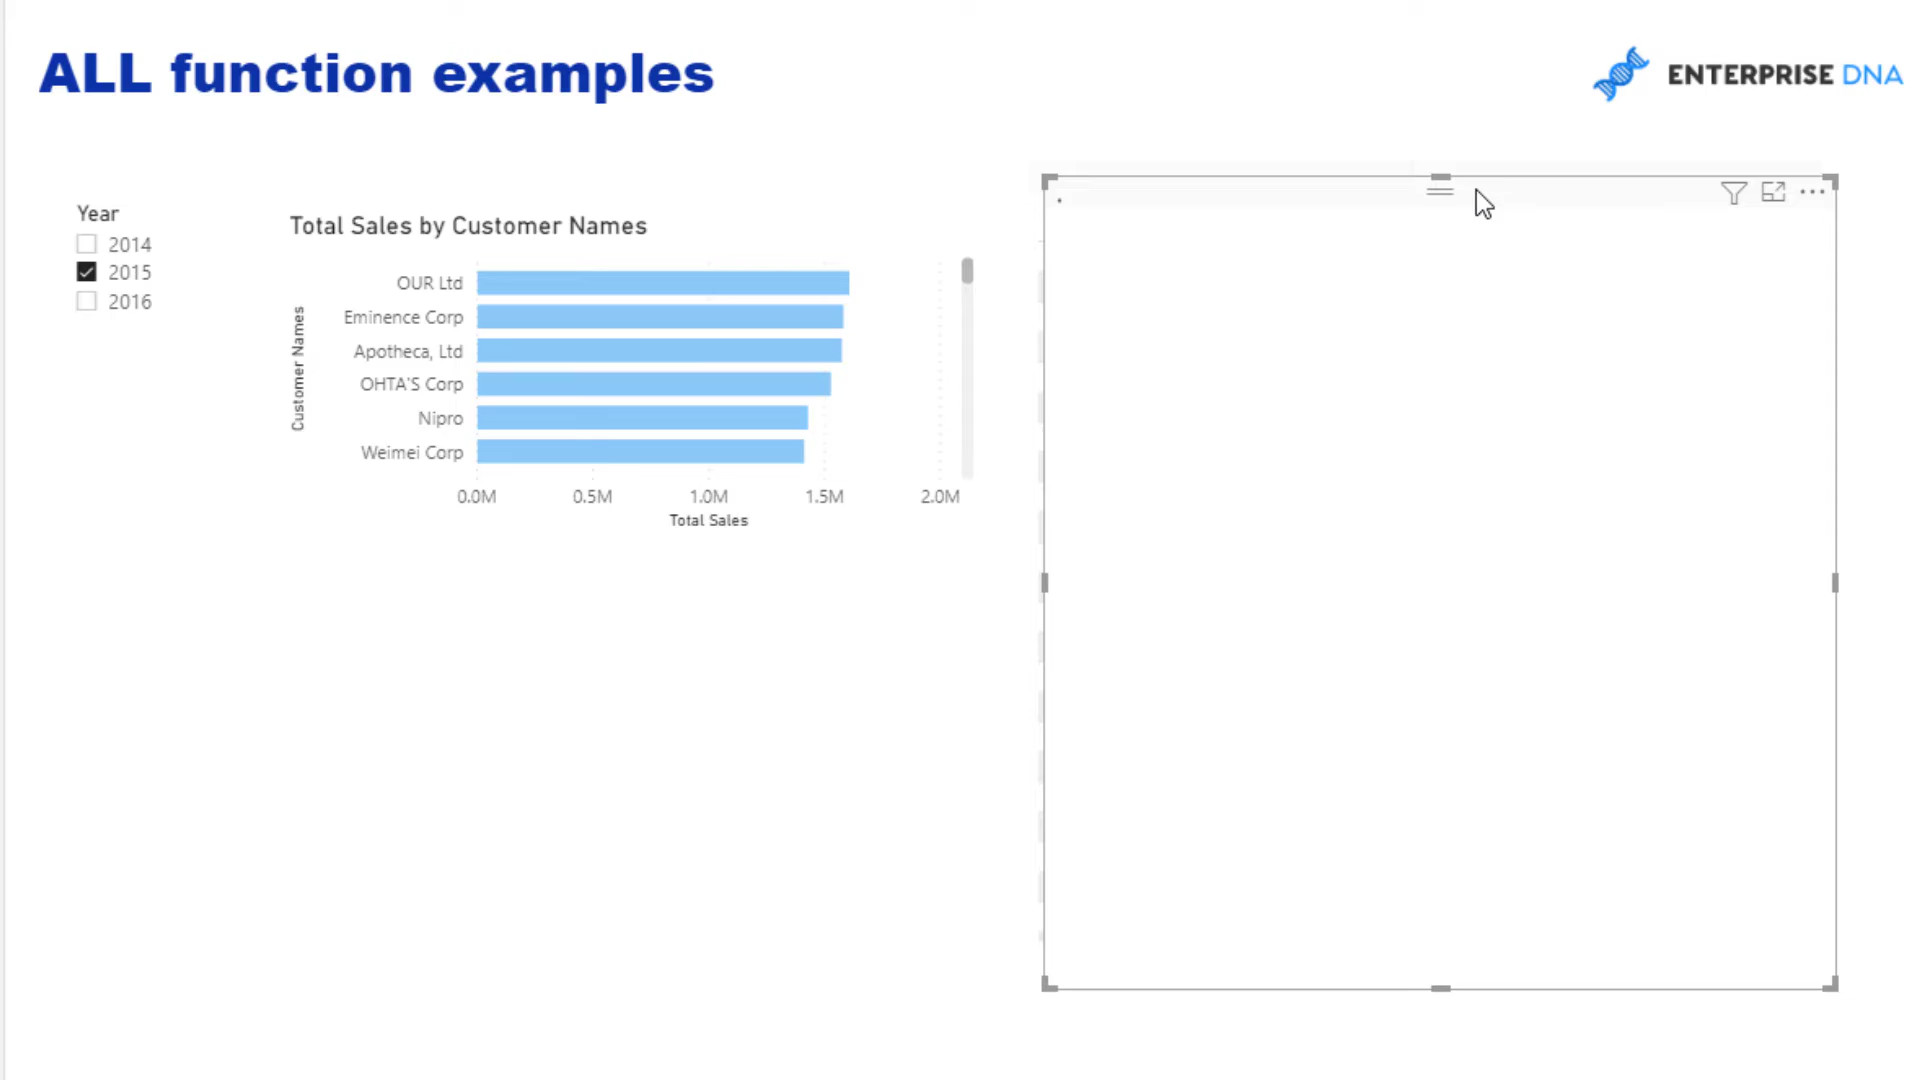 ALL function examples
ENTERPRISE DNA
Year
2014
2015
2016
Total Sales by Customer Names
Customer Names
OUR Ltd
Eminence Corp
Apotheca, Ltd
OHTA'S Corp
Nipro
Weimei Corp
0.0M 0.5M 1.0M 1.5M 2.0M
Total Sales